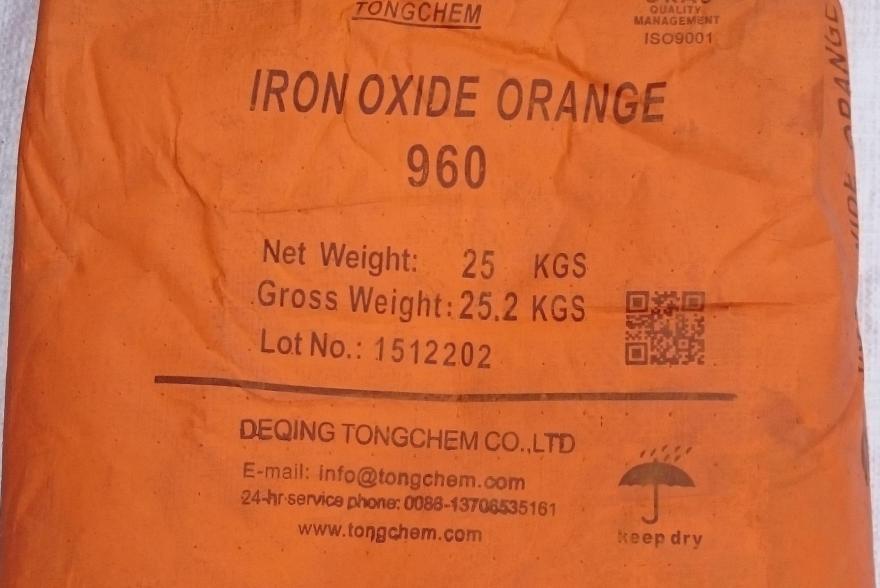 TONGCHEM
QUALITY
MANAGEMENT
ISO9001
IRON OXIDE ORANGE
960
Net Weight: 25 KGS
Gross Weight: 25.2 KGS
Lot No.: 1512202
DEQING TONGCHEM CO.,LTD
E-mail: info@tongchem.com
24-hr service phone: 0086-13706535161
www.tongchem.com
keep dry
ORANGE